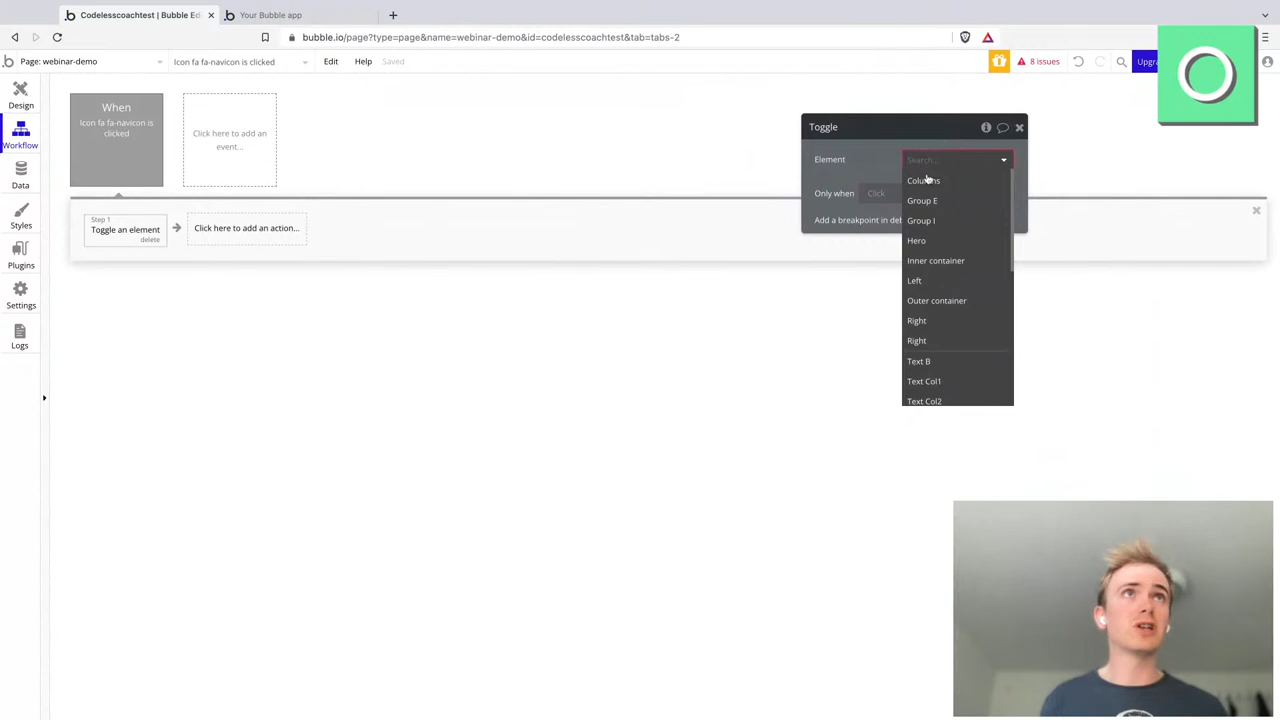 Codelesscoachtest | Bubble Ed
Your Bubble app
bubble.io/page?type=page&name=webinar-demo&id=codelesscoachtest&tab=tabs-2
Page: webinar-demo
Icon fa fa-navicon is clicked
Edit
Help
Saved
8 issues
Design
Workflow
Data
Styles
Plugins
Settings
Logs
When
Icon fa fa-navicon is
clicked
Click here to add an
event...
Step 1
Toggle an element
delete
Click here to add an action...
Toggle
Element
Search...
Only when
Click
Add a breakpoint in
Columns
Group E
Group I
Hero
Inner container
Left
Outer container
Right
Right
Text B
Text Col1
Text Col2